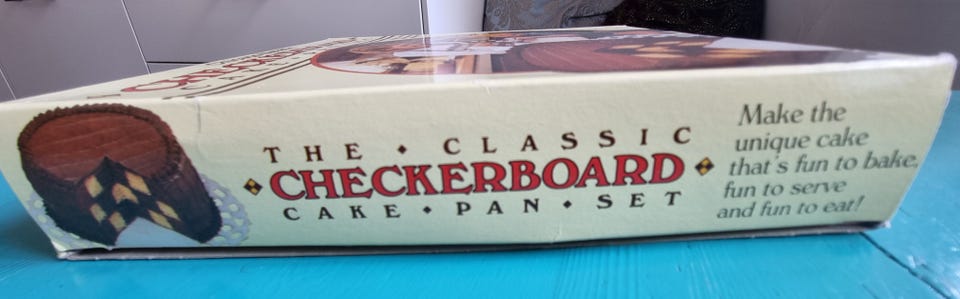 THE • CLASSIC
CHECKERBOARD
CAKE • PAN • SET
Make the
unique cake
that's fun to bake,
fun to serve
and fun to eat!